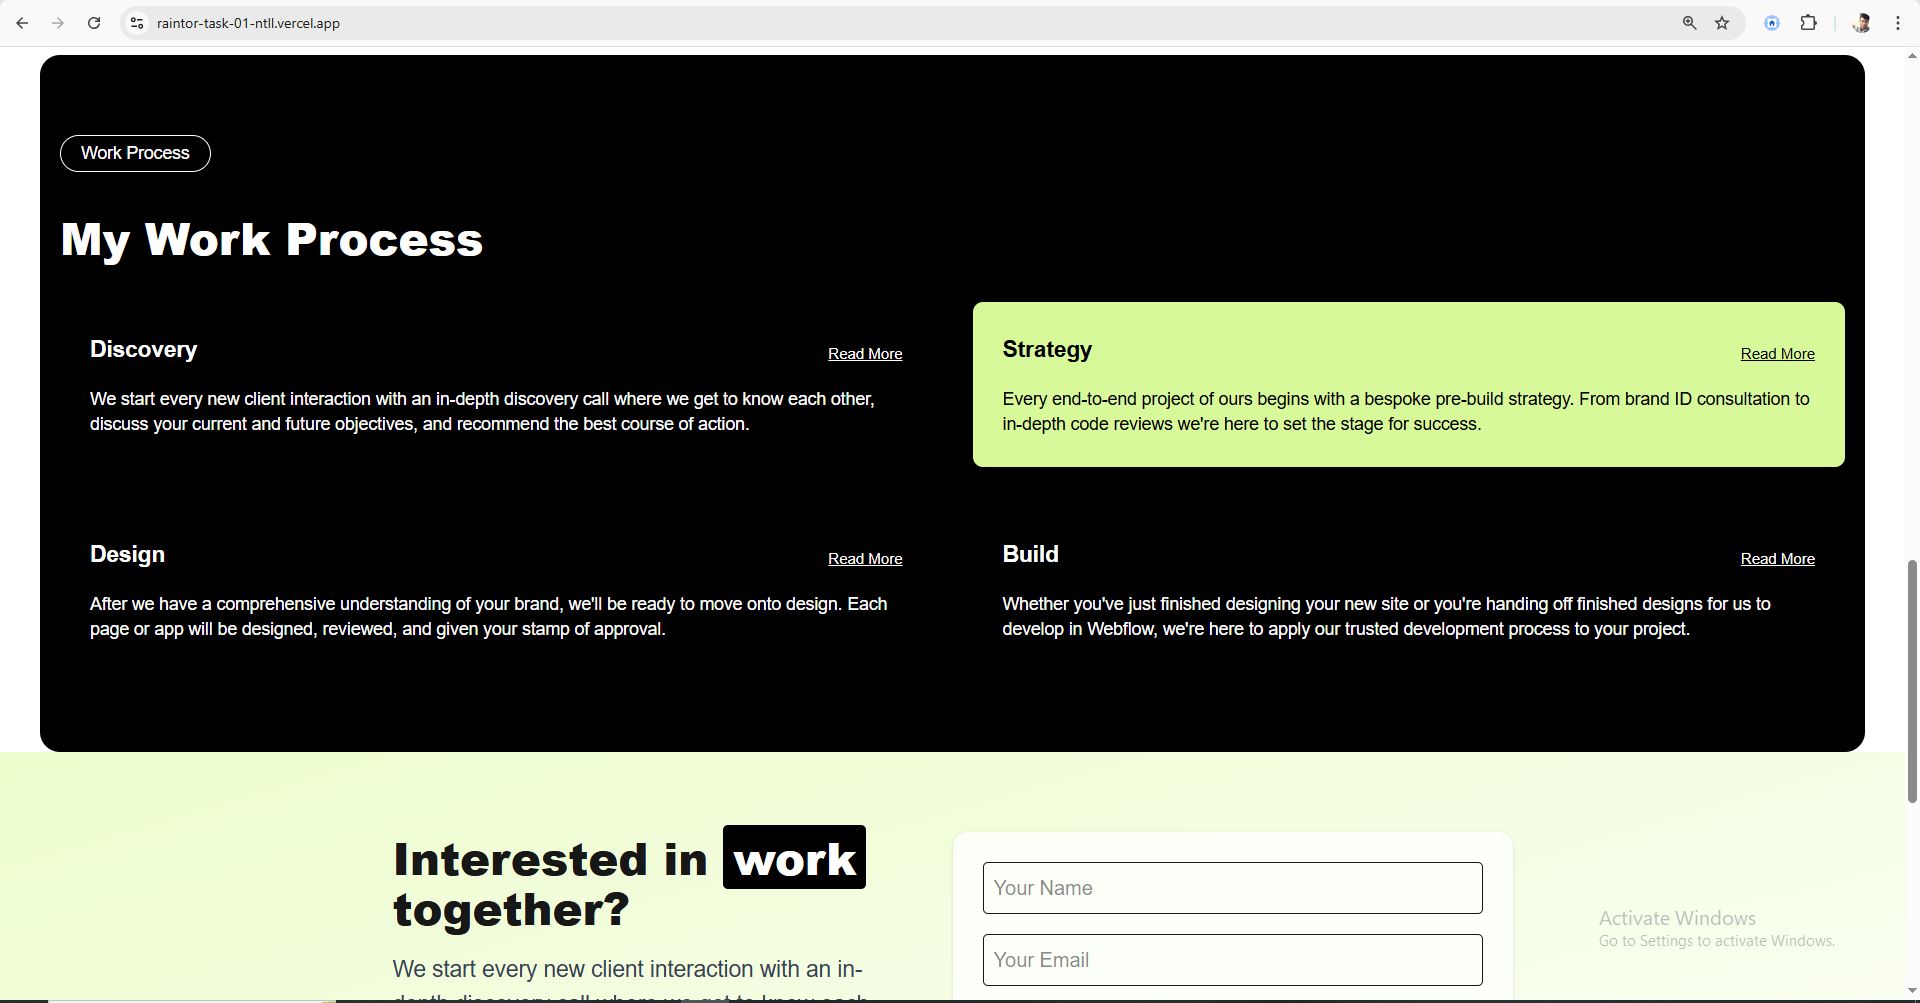 raintor-task-01-ntll.vercel.app
Work Process
My Work Process
Discovery
Read More
We start every new client interaction with an in-depth discovery call where we get to know each other,
discuss your current and future objectives, and recommend the best course of action.
Strategy
Read More
Every end-to-end project of ours begins with a bespoke pre-build strategy. From brand ID consultation to
in-depth code reviews we're here to set the stage for success.
Design
Read More
After we have a comprehensive understanding of your brand, we'll be ready to move onto design. Each
page or app will be designed, reviewed, and given your stamp of approval.
Build
Read More
Whether you've just finished designing your new site or you're handing off finished designs for us to
develop in Webflow, we're here to apply our trusted development process to your project.
Interested in work
together?
We start every new client interaction with an in-
depth discovery call where we get to know each
Your Name
Your Email
Activate Windows
Go to Settings to activate Windows.